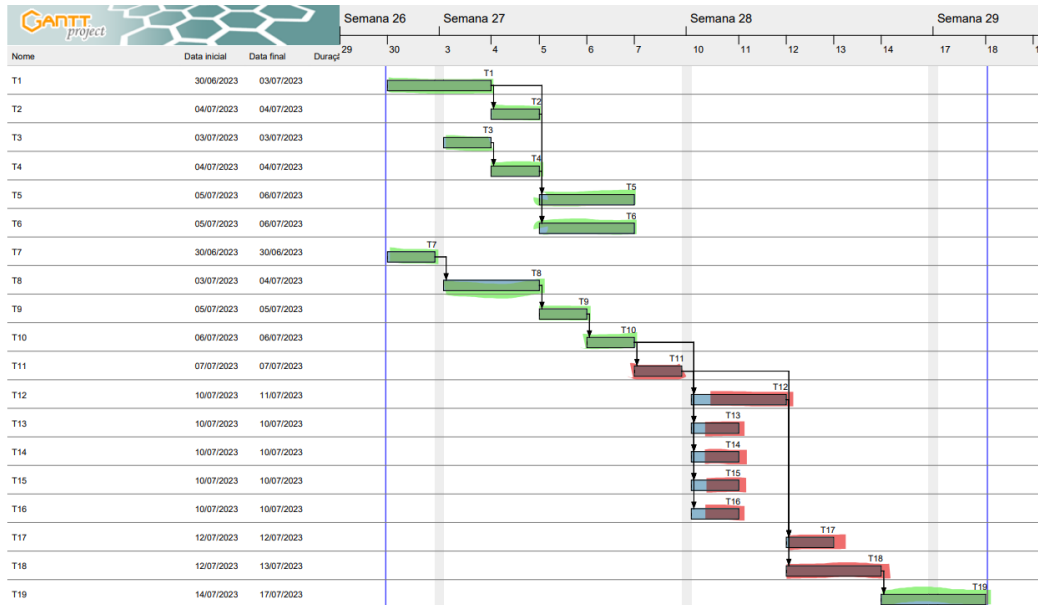 GANTT
project
Semana 26 Semana 27 Semana 28 Semana 29
Nome Data inicial Data final Duraçã
29 30 3 4 5 6 7 10 11 12 13 14 17 18
T1 30/06/2023 03/07/2023 T1
T2 04/07/2023 04/07/2023 T2
T3 03/07/2023 03/07/2023 T3
T4 04/07/2023 04/07/2023 T4
T5 05/07/2023 06/07/2023 T5
T6 05/07/2023 06/07/2023 T6
T7 30/06/2023 30/06/2023 T7
T8 03/07/2023 04/07/2023 T8
T9 05/07/2023 05/07/2023 T9
T10 06/07/2023 06/07/2023 T10
T11 07/07/2023 07/07/2023 T11
T12 10/07/2023 11/07/2023 T12
T13 10/07/2023 10/07/2023 T13
T14 10/07/2023 10/07/2023 T14
T15 10/07/2023 10/07/2023 T15
T16 10/07/2023 10/07/2023 T16
T17 12/07/2023 12/07/2023 T17
T18 12/07/2023 13/07/2023 T18
T19 14/07/2023 17/07/2023 T19